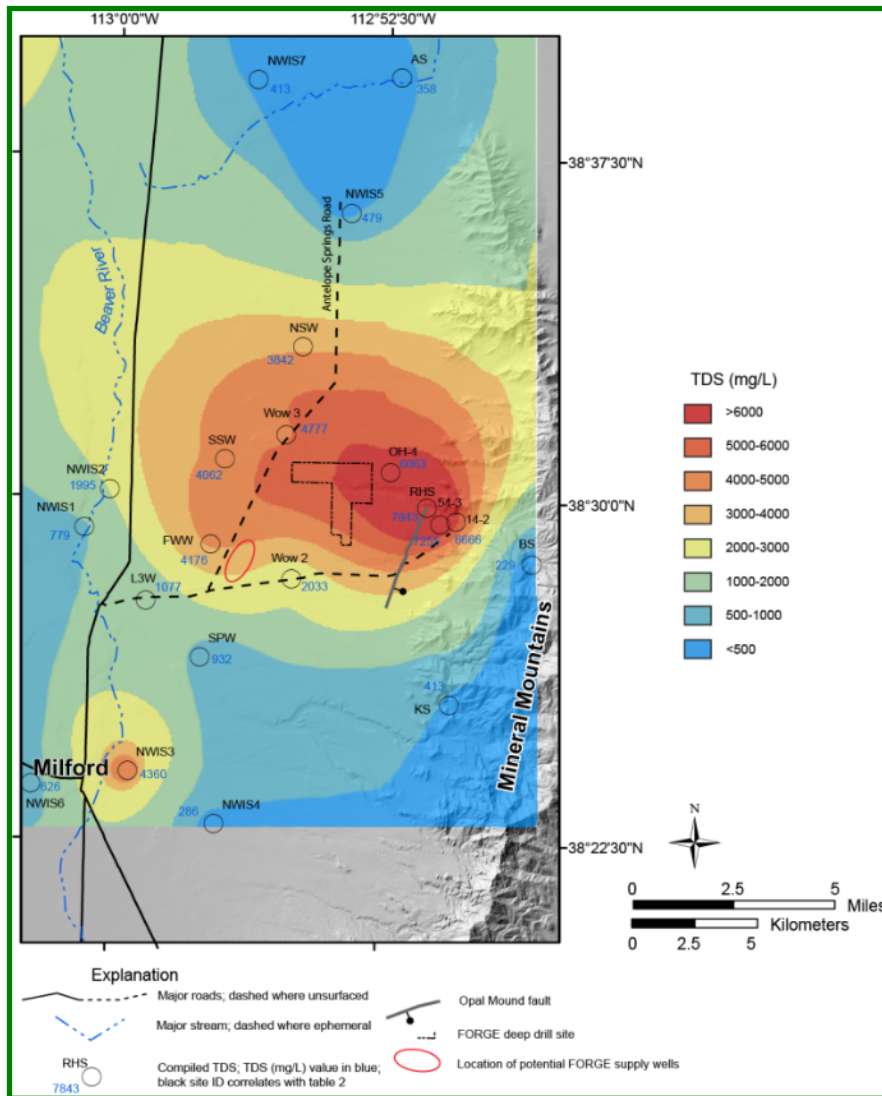 113°0'0"W
112°52'30"W
NWIS7
413
AS
358
38°37'30"N
NWIS5
479
Antelope Springs Road
Beaver River
NSW
3842
TDS (mg/L)
>6000
5000-6000
4000-5000
3000-4000
2000-3000
1000-2000
500-1000
<500
Wow 3
4777
SSW
4062
OH-4
NWIS2
1995
RHS
7843
38°30'0"N
NWIS1
779
54-3
14-2
6666
FWW
4176
BS
229
Wow 2
2033
L3W
1077
SPW
932
413
KS
Mineral Mountains
NWIS3
4360
Milford
626
NWIS6
286
NWIS4
38°22'30"N
N
0 2.5 5
Miles
Kilometers
0 2.5 5
Explanation
Major roads; dashed where unsurfaced
Major stream; dashed where ephemeral
RHS
7843
Compiled TDS; TDS (mg/L) value in blue;
black site ID correlates with table 2
Opal Mound fault
FORGE deep drill site
Location of potential FORGE supply wells